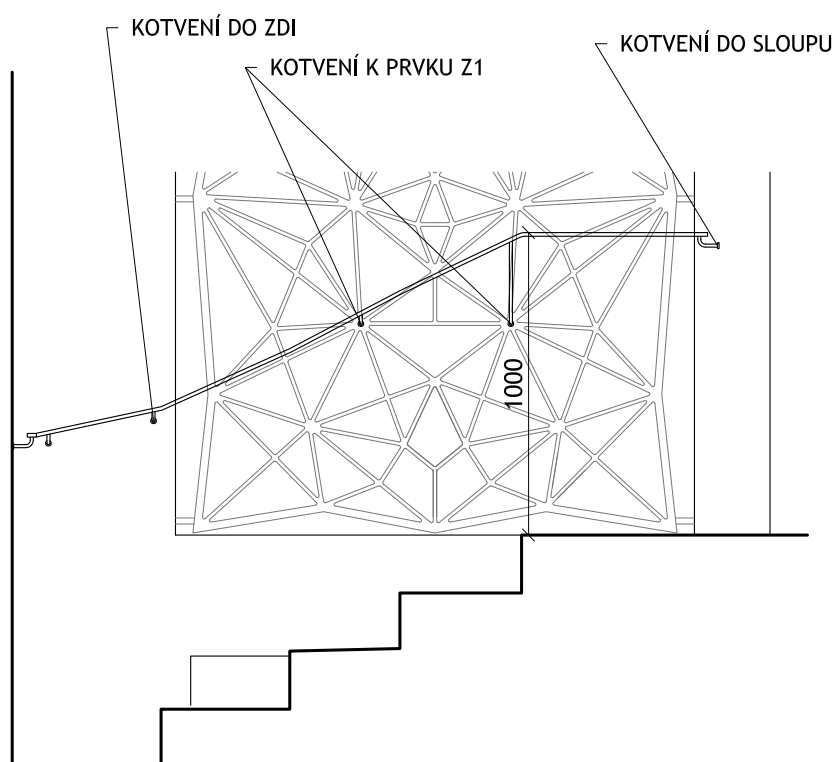 KOTVENÍ DO ZDI
KOTVENÍ K PRVKU Z1
KOTVENÍ DO SLOUPU
1000